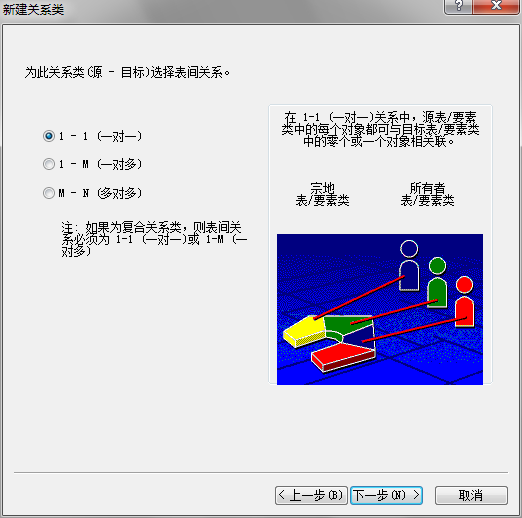 新建关系类
为此关系类(源 - 目标)选择表间关系。
1 - 1 (一对一)
1 - M (一对多)
M - N (多对多)
注: 如果为复合关系类，则表间关
系必须为 1-1 (一对一)或 1-M (一
对多)
在 1-1 (一对一)关系中，源表/要素
类中的每个对象都可与目标表/要素类
中的零个或一个对象相关联。
宗地
表/要素类
所有者
表/要素类
< 上一步(B)
下一步(N) >
取消